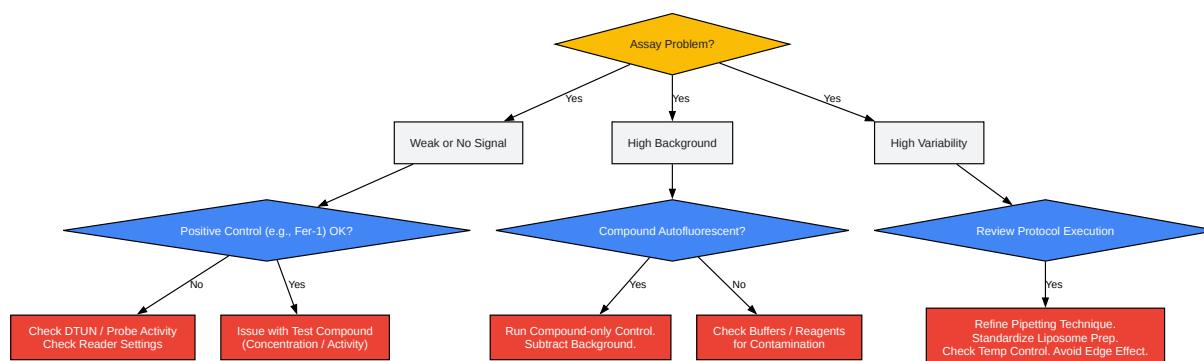 Assay Problem?
Yes
Yes
Yes
Weak or No Signal
High Background
High Variability
Positive Control (e.g., Fer-1) OK?
Compound Autofluorescent?
Review Protocol Execution
No
Yes
Yes
No
Yes
Check DTUN / Probe Activity
Check Reader Settings
Issue with Test Compound
(Concentration / Activity)
Run Compound-only Control.
Subtract Background.
Check Buffers / Reagents
for Contamination
Refine Pipetting Technique.
Standardize Liposome Prep.
Check Temp Control. Avoid Edge Effect.